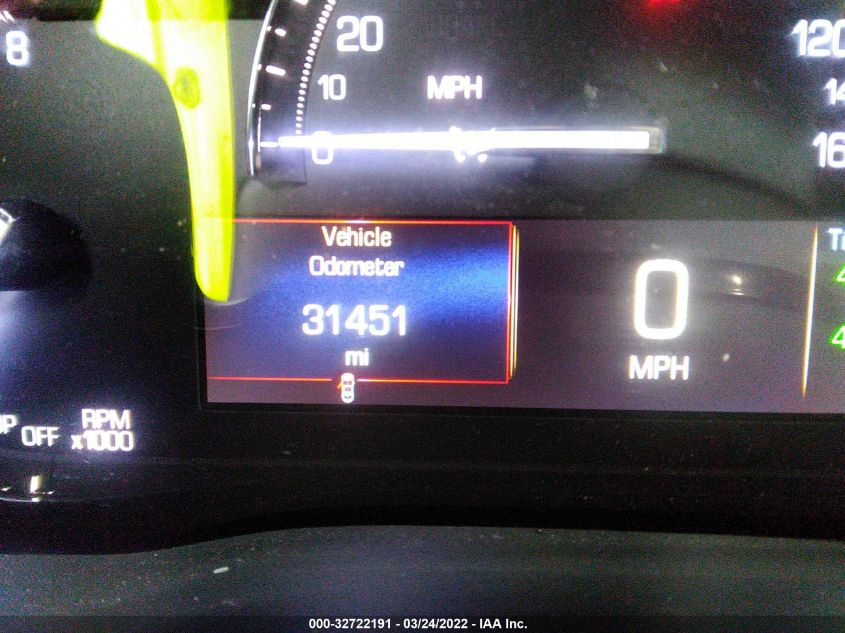 8
20
10
0
MPH
120
Vehicle
Odometer
31451
mi
0
MPH
OFF
RPM
x1000
000-32722191 - 03/24/2022 - IAA Inc.